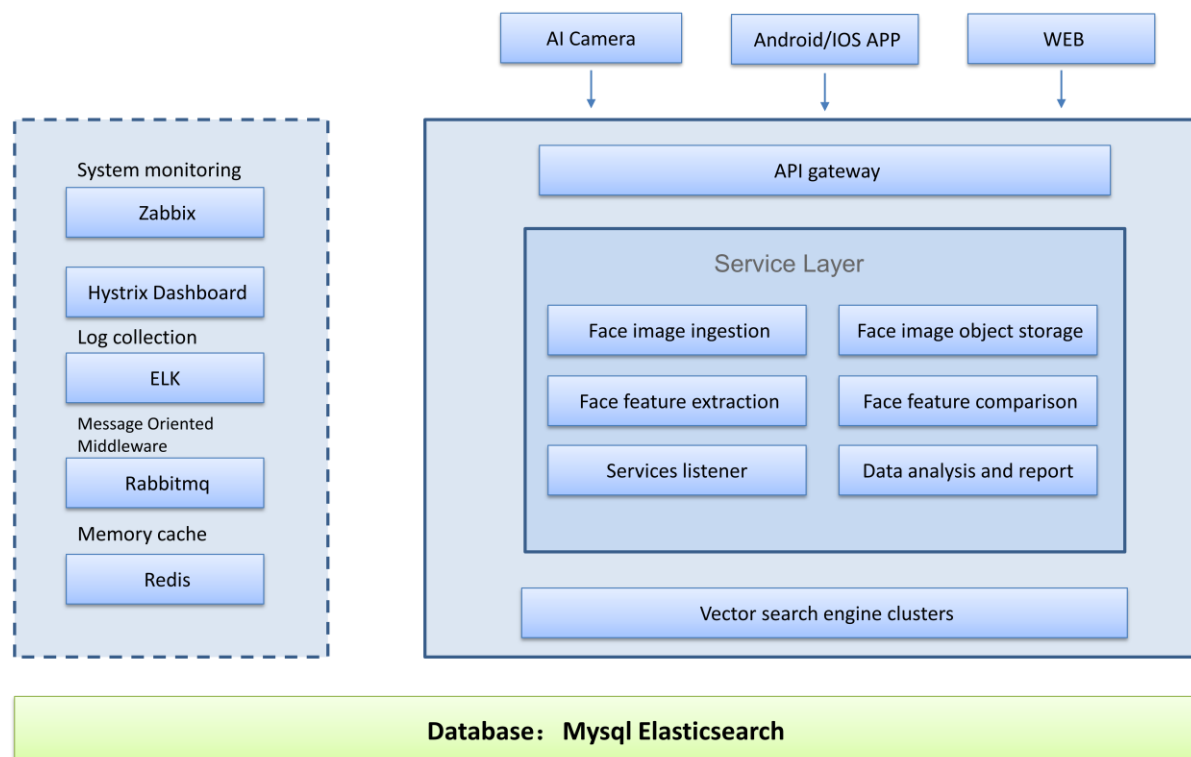 AI Camera
Android/IOS APP
WEB
System monitoring
Zabbix
Hystrix Dashboard
Log collection
ELK
Message Oriented
Middleware
Rabbitmq
Memory cache
Redis
API gateway
Service Layer
Face image ingestion
Face image object storage
Face feature extraction
Face feature comparison
Services listener
Data analysis and report
Vector search engine clusters
Database： Mysql Elasticsearch